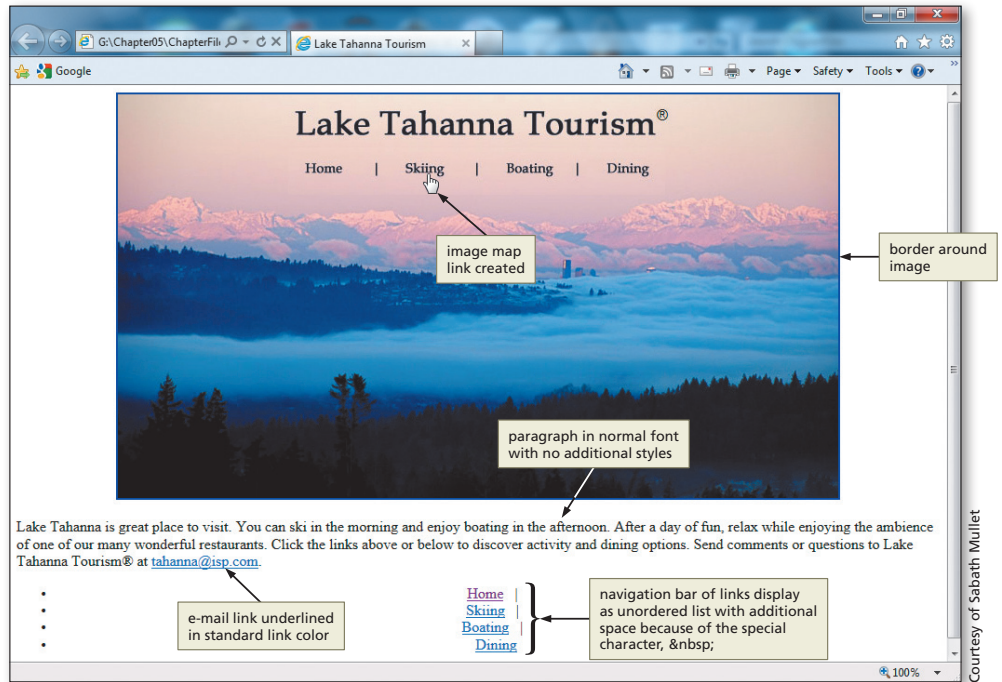 G:\Chapter05\ChapterFile
Lake Tahanna Tourism
Google
Page
Safety
Tools
Lake Tahanna Tourism®
Home | Skiing | Boating | Dining
image map
link created
border around
image
paragraph in normal font
with no additional styles
Lake Tahanna is great place to visit. You can ski in the morning and enjoy boating in the afternoon. After a day of fun, relax while enjoying the ambience
of one of our many wonderful restaurants. Click the links above or below to discover activity and dining options. Send comments or questions to Lake
Tahanna Tourism® at tahanna@isp.com.
• Home |
• Skiing |
• Boating |
• Dining
e-mail link underlined
in standard link color
navigation bar of links display
as unordered list with additional
space because of the special
character, &nbsp;
100%
Courtesy of Sabath Mullet